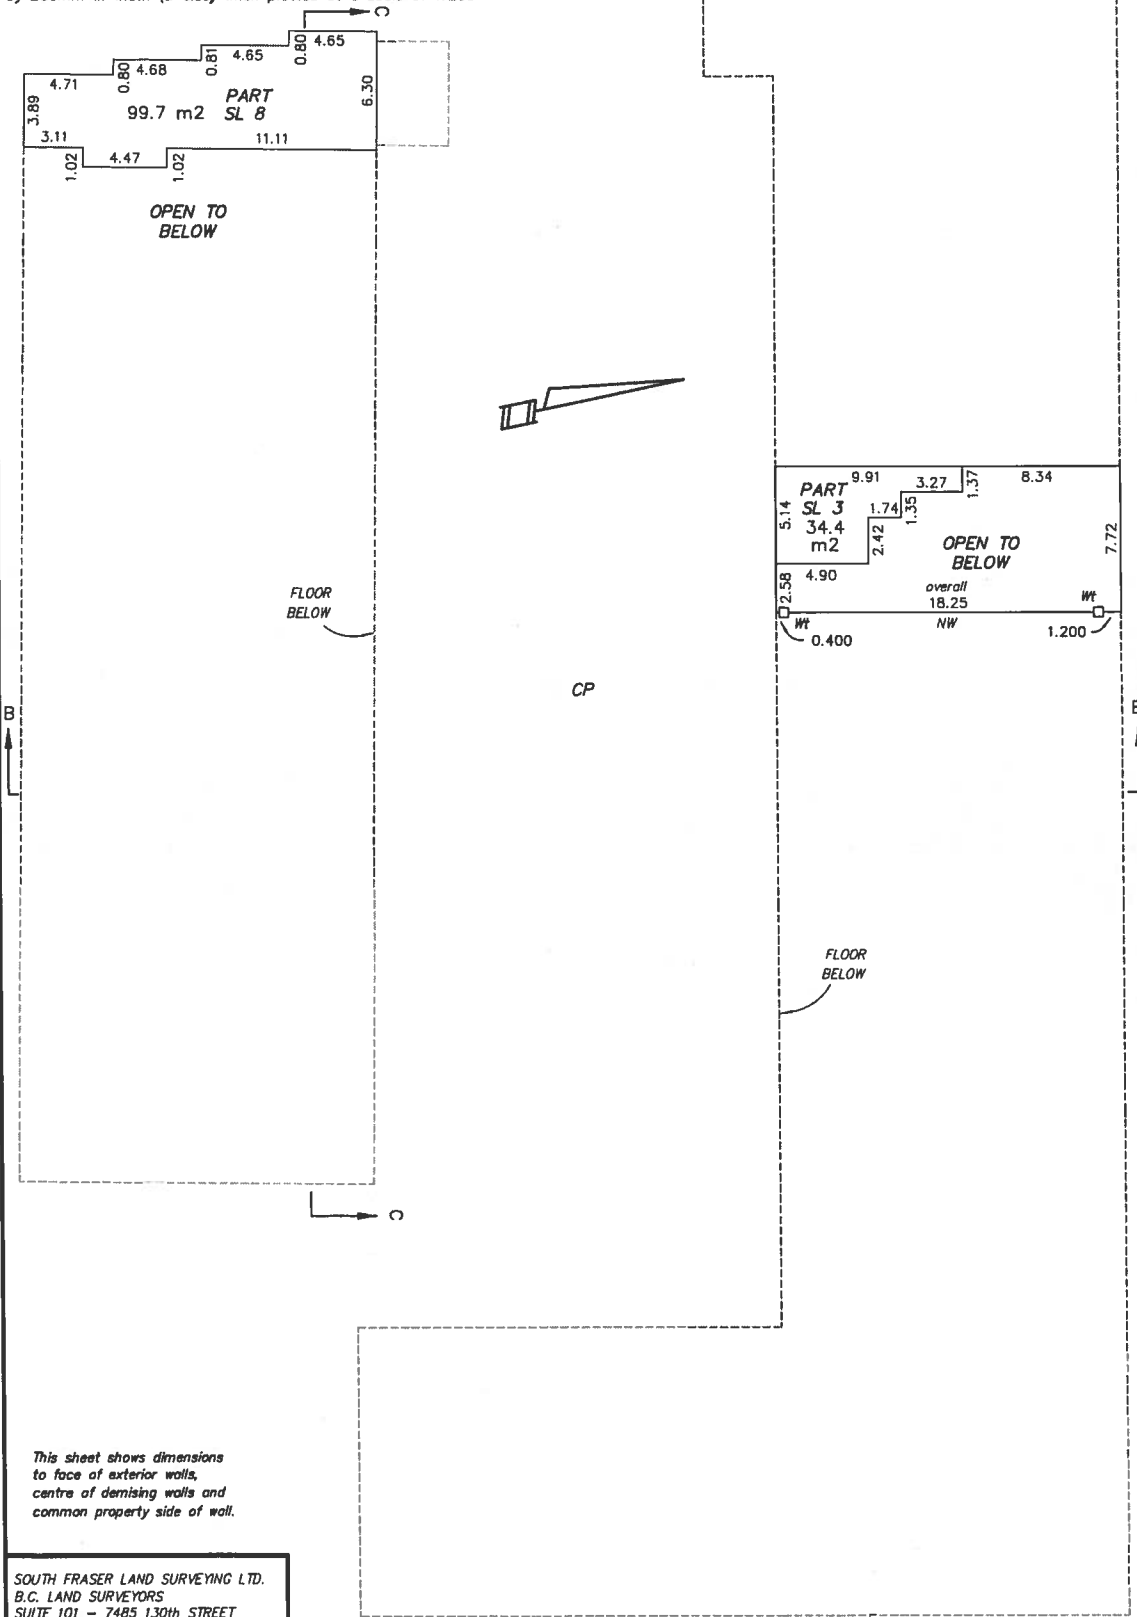 C
4.65
0.80
4.65
0.81
4.68
0.80
4.71
3.89
6.30
PART
99.7 m2 SL 8
3.11
11.11
1.02
4.47
1.02
OPEN TO
BELOW
9.91
3.27
1.37
8.34
PART
SL 3
34.4
m2
5.14
1.74
1.35
2.42
OPEN TO
BELOW
7.72
2.58
4.90
overall
18.25
Wt
Wt
NW
0.400
1.200
FLOOR
BELOW
CP
B
FLOOR
BELOW
C
This sheet shows dimensions
to face of exterior walls,
centre of demising walls and
common property side of wall.
SOUTH FRASER LAND SURVEYING LTD.
B.C. LAND SURVEYORS
SUITE 101 - 7485 130th STREET